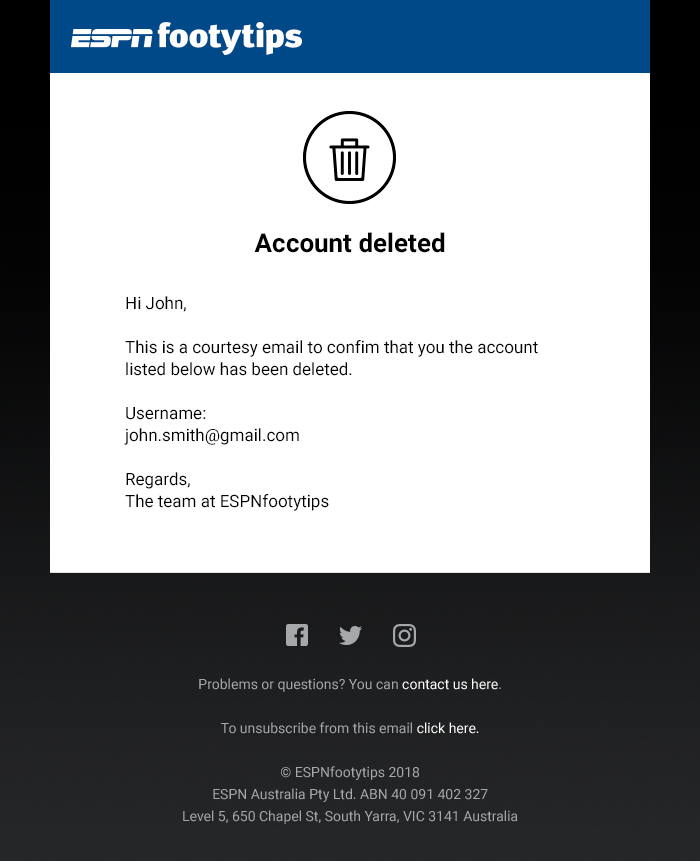 ESPN footytips
Account deleted
Hi John,
This is a courtesy email to confim that you the account
listed below has been deleted.
Username:
john.smith@gmail.com
Regards,
The team at ESPNfootytips
Problems or questions? You can contact us here.
To unsubscribe from this email click here.
© ESPNfootytips 2018
ESPN Australia Pty Ltd. ABN 40 091 402 327
Level 5, 650 Chapel St, South Yarra, VIC 3141 Australia